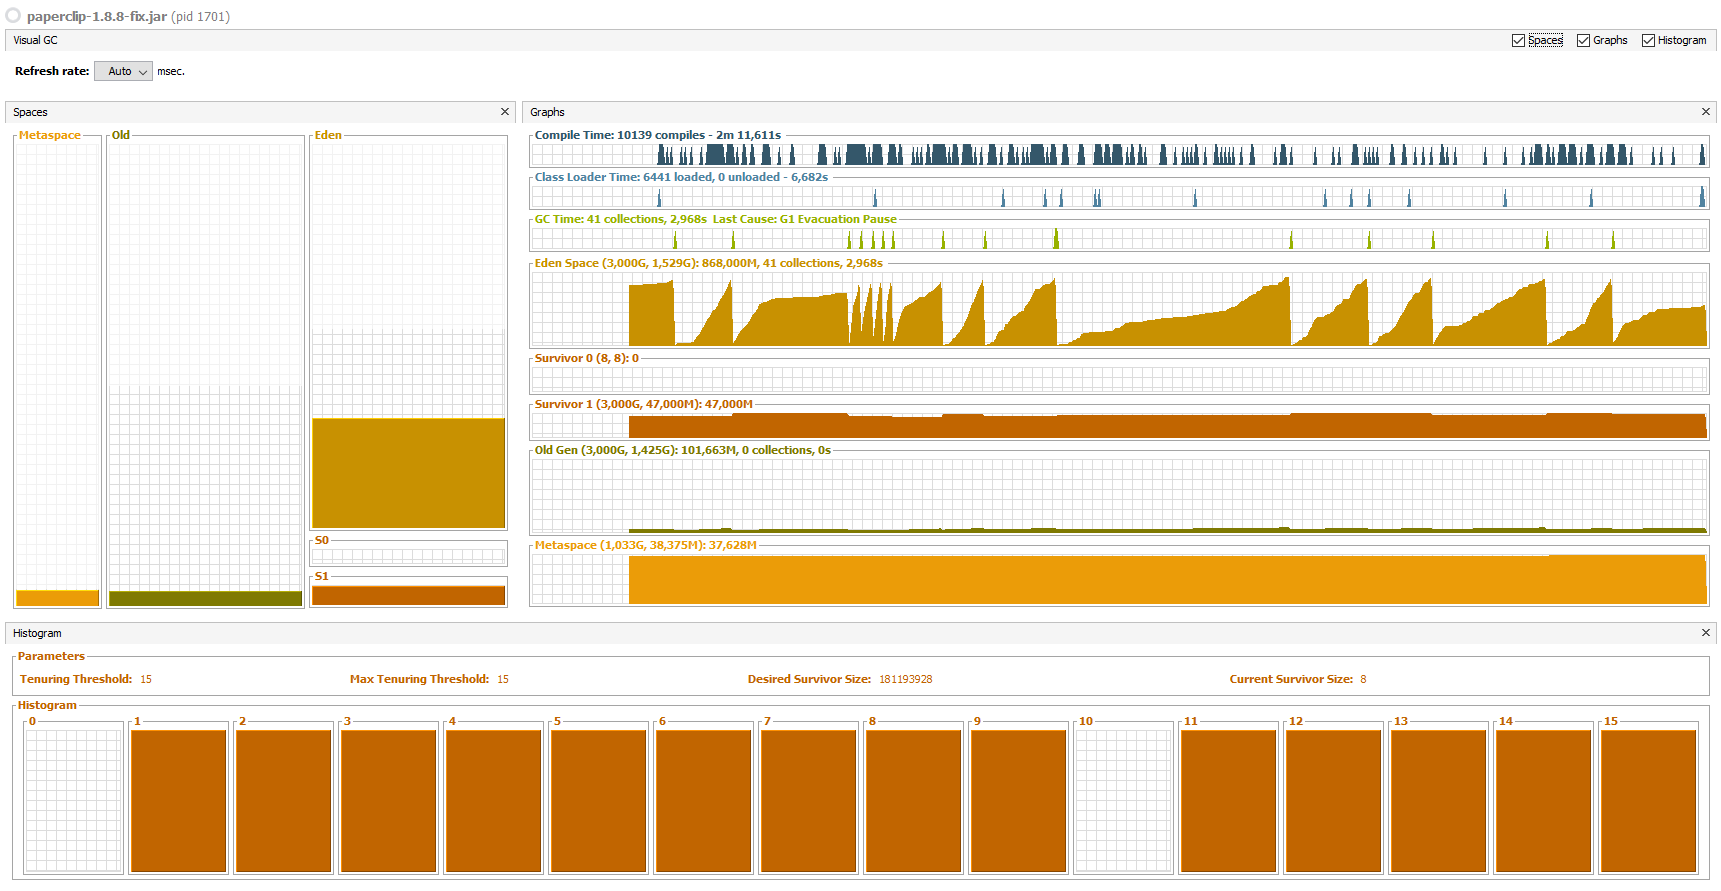 paperclip-1.8.8-fix.jar (pid 1701)
Visual GC
Spaces Graphs Histogram
Refresh rate: Auto msec.
Spaces
Metaspace
Old
Eden
S0
S1
Graphs
Compile Time: 10139 compiles - 2m 11,611s
Class Loader Time: 6441 loaded, 0 unloaded - 6,682s
GC Time: 41 collections, 2,968s Last Cause: G1 Evacuation Pause
Eden Space (3,000G, 1,529G): 868,000M, 41 collections, 2,968s
Survivor 0 (8, 8): 0
Survivor 1 (3,000G, 47,000M): 47,000M
Old Gen (3,000G, 1,425G): 101,663M, 0 collections, 0s
Metaspace (1,033G, 38,375M): 37,628M
Histogram
Parameters
Tenuring Threshold: 15 Max Tenuring Threshold: 15 Desired Survivor Size: 181193928 Current Survivor Size: 8
Histogram
0 1 2 3 4 5 6 7 8 9 10 11 12 13 14 15